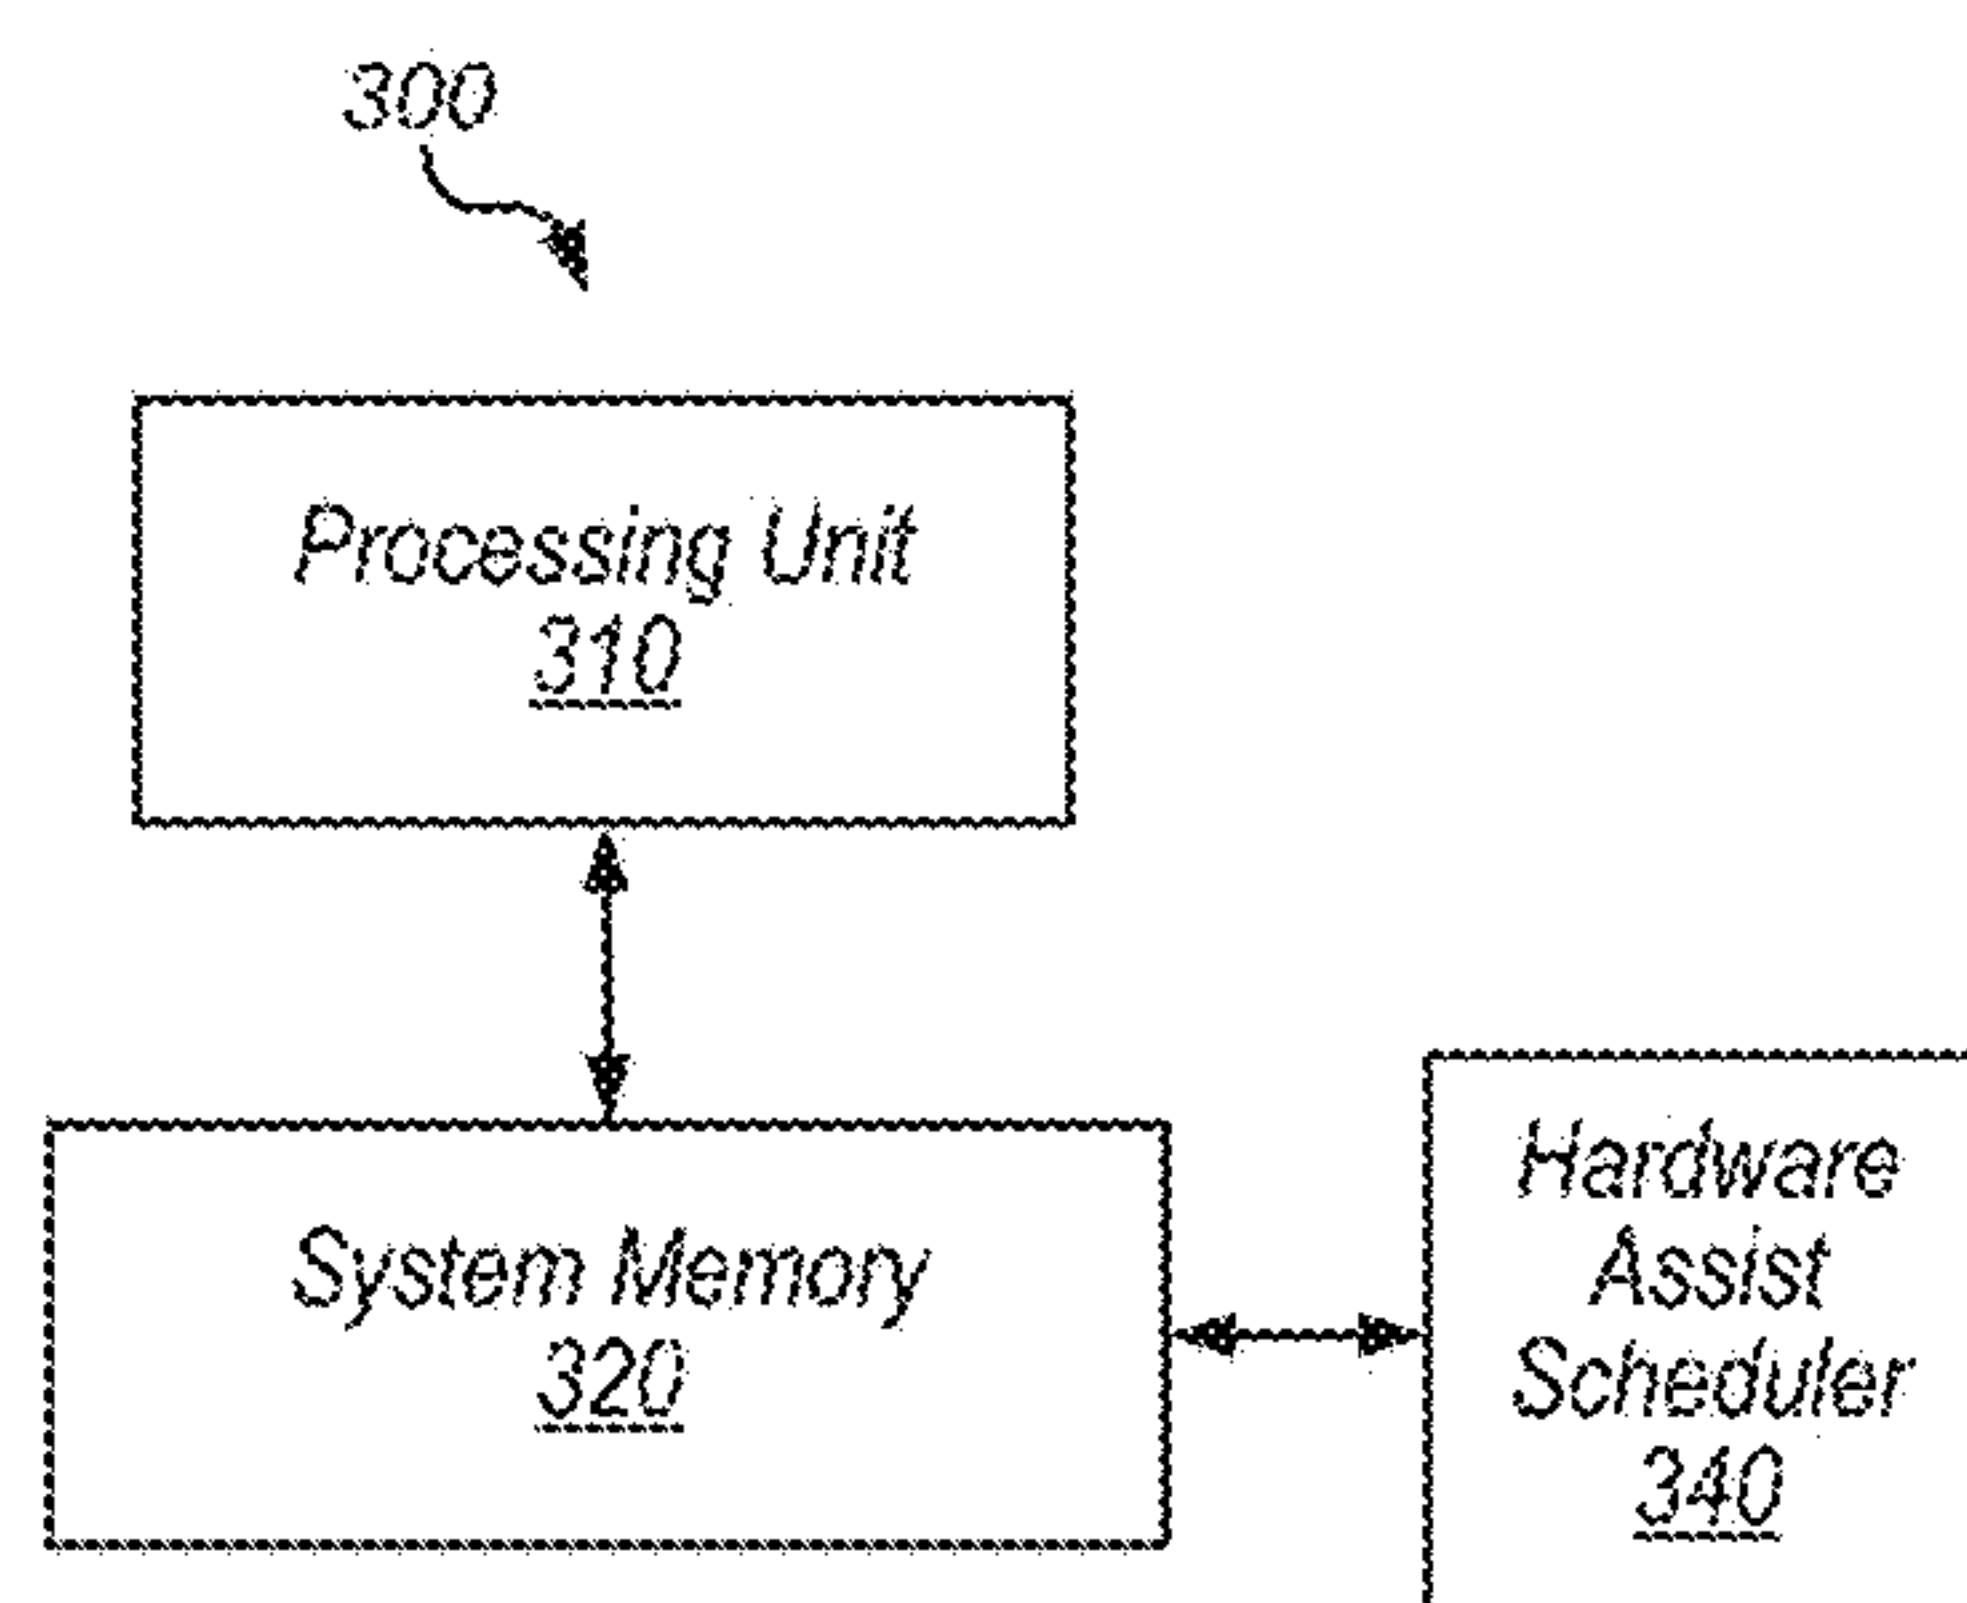 300
Processing Unit
310
System Memory
320
Hardware
Assist
Scheduler
340